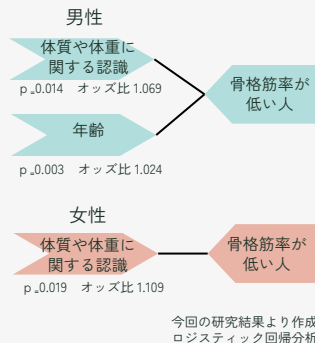 男性
体質や体重に
関する認識
p =0.014 オッズ比 1.069
年齢
p =0.003 オッズ比 1.024
骨格筋率が
低い人
女性
体質や体重に
関する認識
p =0.019 オッズ比 1.109
骨格筋率が
低い人
今回の研究結果より作成
ロジスティック回帰分析